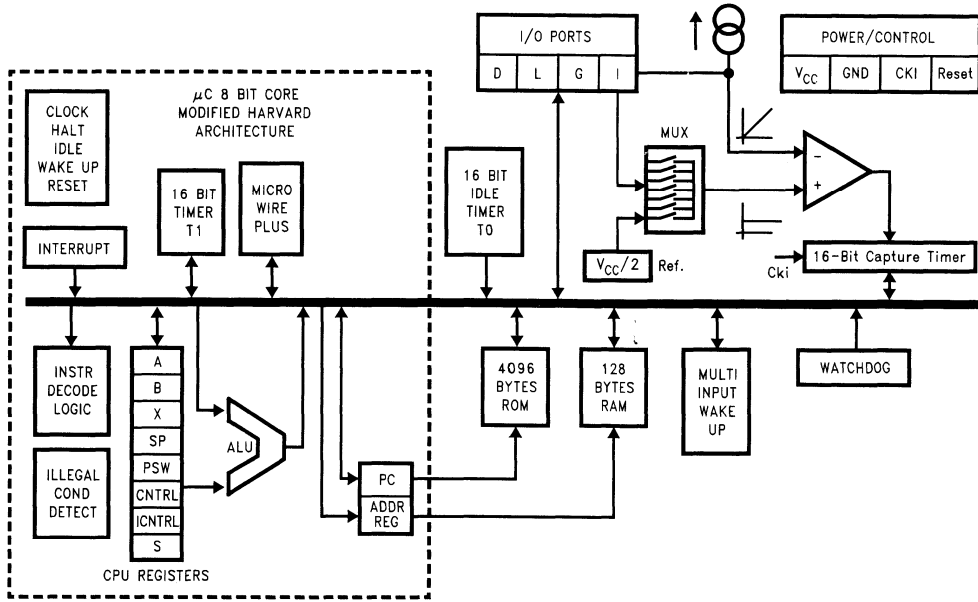 I/O PORTS
D L G I
POWER/CONTROL
VCC GND CKI Reset
μC 8 BIT CORE
MODIFIED HARVARD
ARCHITECTURE
CLOCK
HALT
IDLE
WAKE UP
RESET
INTERRUPT
16 BIT
TIMER
T1
MICRO
WIRE
PLUS
16 BIT
IDLE
TIMER
T0
MUX
VCC/2
Ref.
-
+
Cki
16-Bit Capture Timer
INSTR
DECODE
LOGIC
ILLEGAL
COND
DETECT
A
B
X
SP
PSW
CNTRL
ICNTRL
S
CPU REGISTERS
ALU
PC
ADDR
REG
4096
BYTES
ROM
128
BYTES
RAM
MULTI
INPUT
WAKE
UP
WATCHDOG